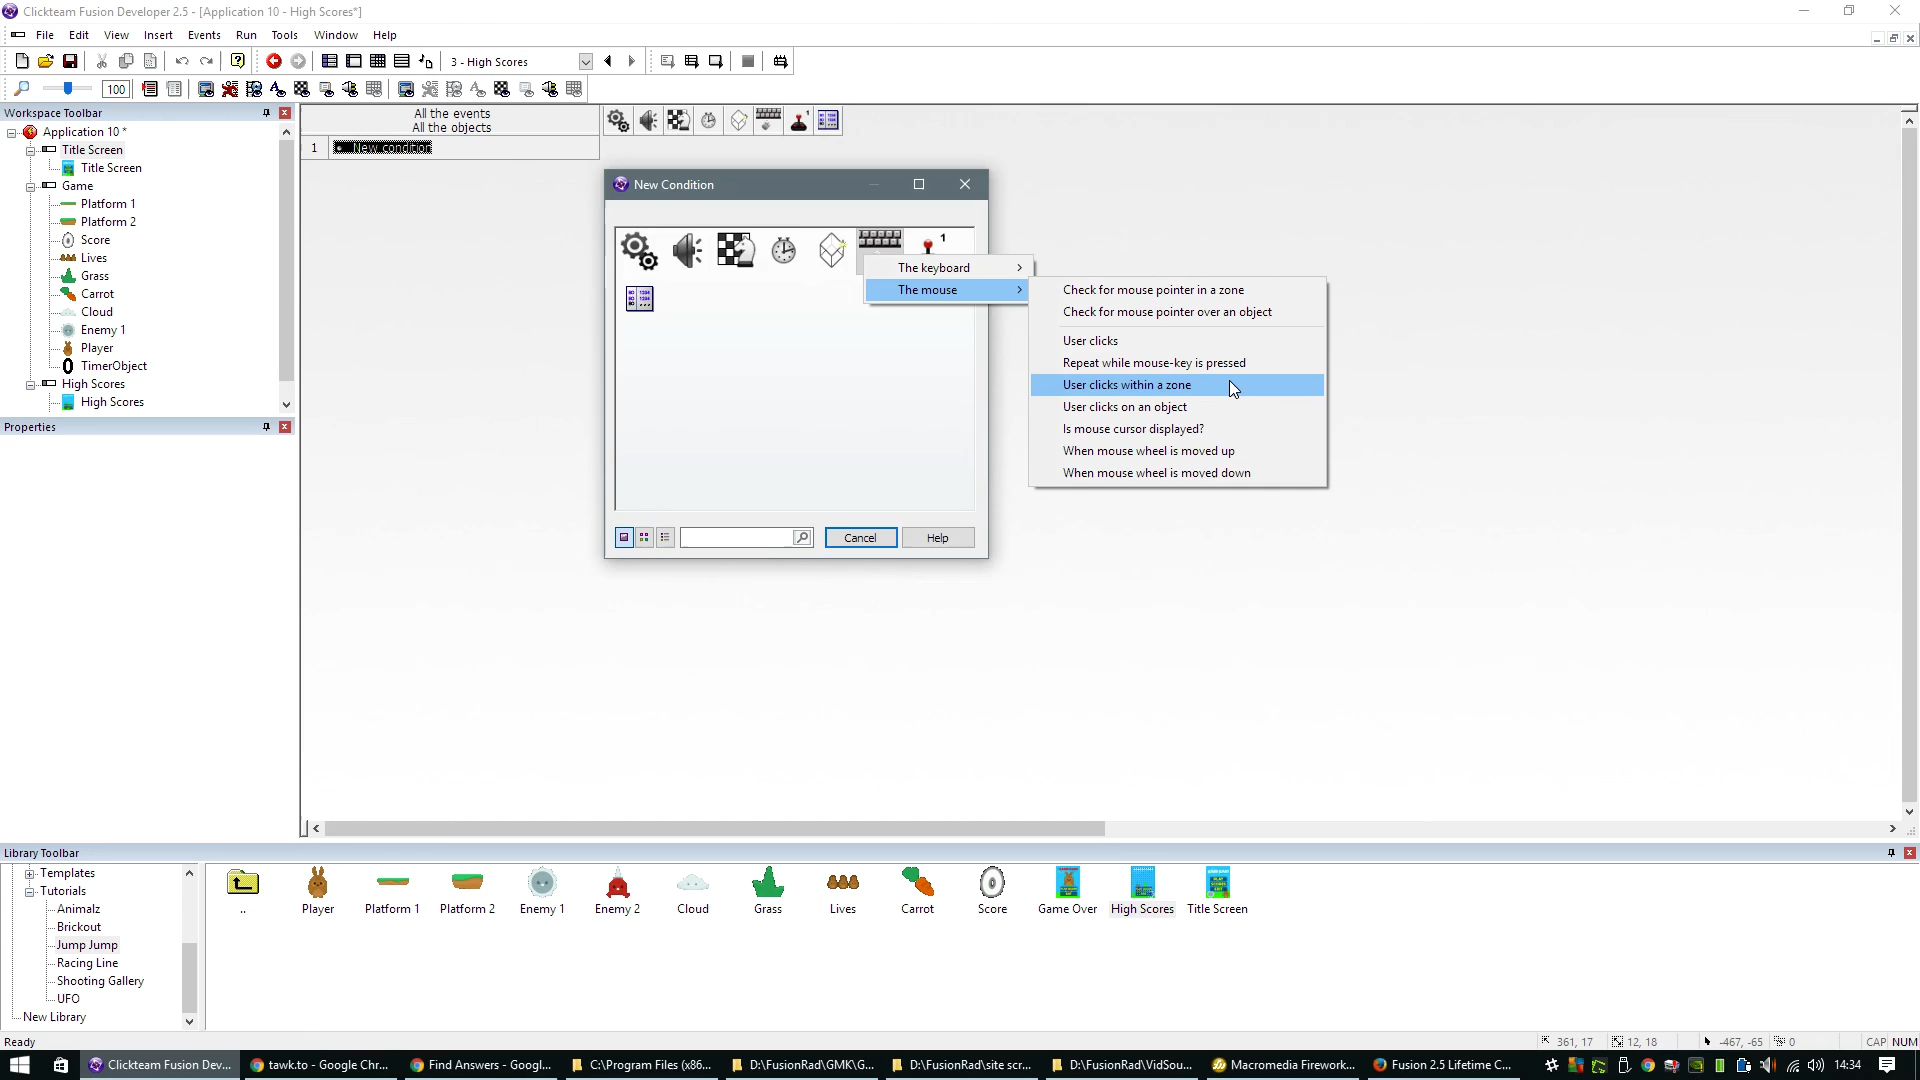 Clickteam Fusion Developer 2.5 - [Application 10 - High Scores*]
File Edit View Insert Events Run Tools Window Help
3 - High Scores
100
Workspace Toolbar
Application 10 *
Title Screen
Title Screen
Game
Platform 1
Platform 2
Score
Lives
Grass
Carrot
Cloud
Enemy 1
Player
TimerObject
High Scores
High Scores
Properties
All the events
All the objects
1 • New condition
New Condition
1
The keyboard
The mouse
Check for mouse pointer in a zone
Check for mouse pointer over an object
User clicks
Repeat while mouse-key is pressed
User clicks within a zone
User clicks on an object
Is mouse cursor displayed?
When mouse wheel is moved up
When mouse wheel is moved down
Cancel Help
Library Toolbar
Templates
Tutorials
Animalz
Brickout
Jump Jump
Racing Line
Shooting Gallery
UFO
New Library
.. Player Platform 1 Platform 2 Enemy 1 Enemy 2 Cloud Grass Lives Carrot Score Game Over High Scores Title Screen
Ready 361, 17 12, 18 -467, -65 0 CAP NUM
Clickteam Fusion Dev... tawk.to - Google Chr... Find Answers - Googl... C:\Program Files (x86... D:\FusionRad\GMK\G... D:\FusionRad\site scr... D:\FusionRad\VidSou... Macromedia Firework... Fusion 2.5 Lifetime C... 14:34